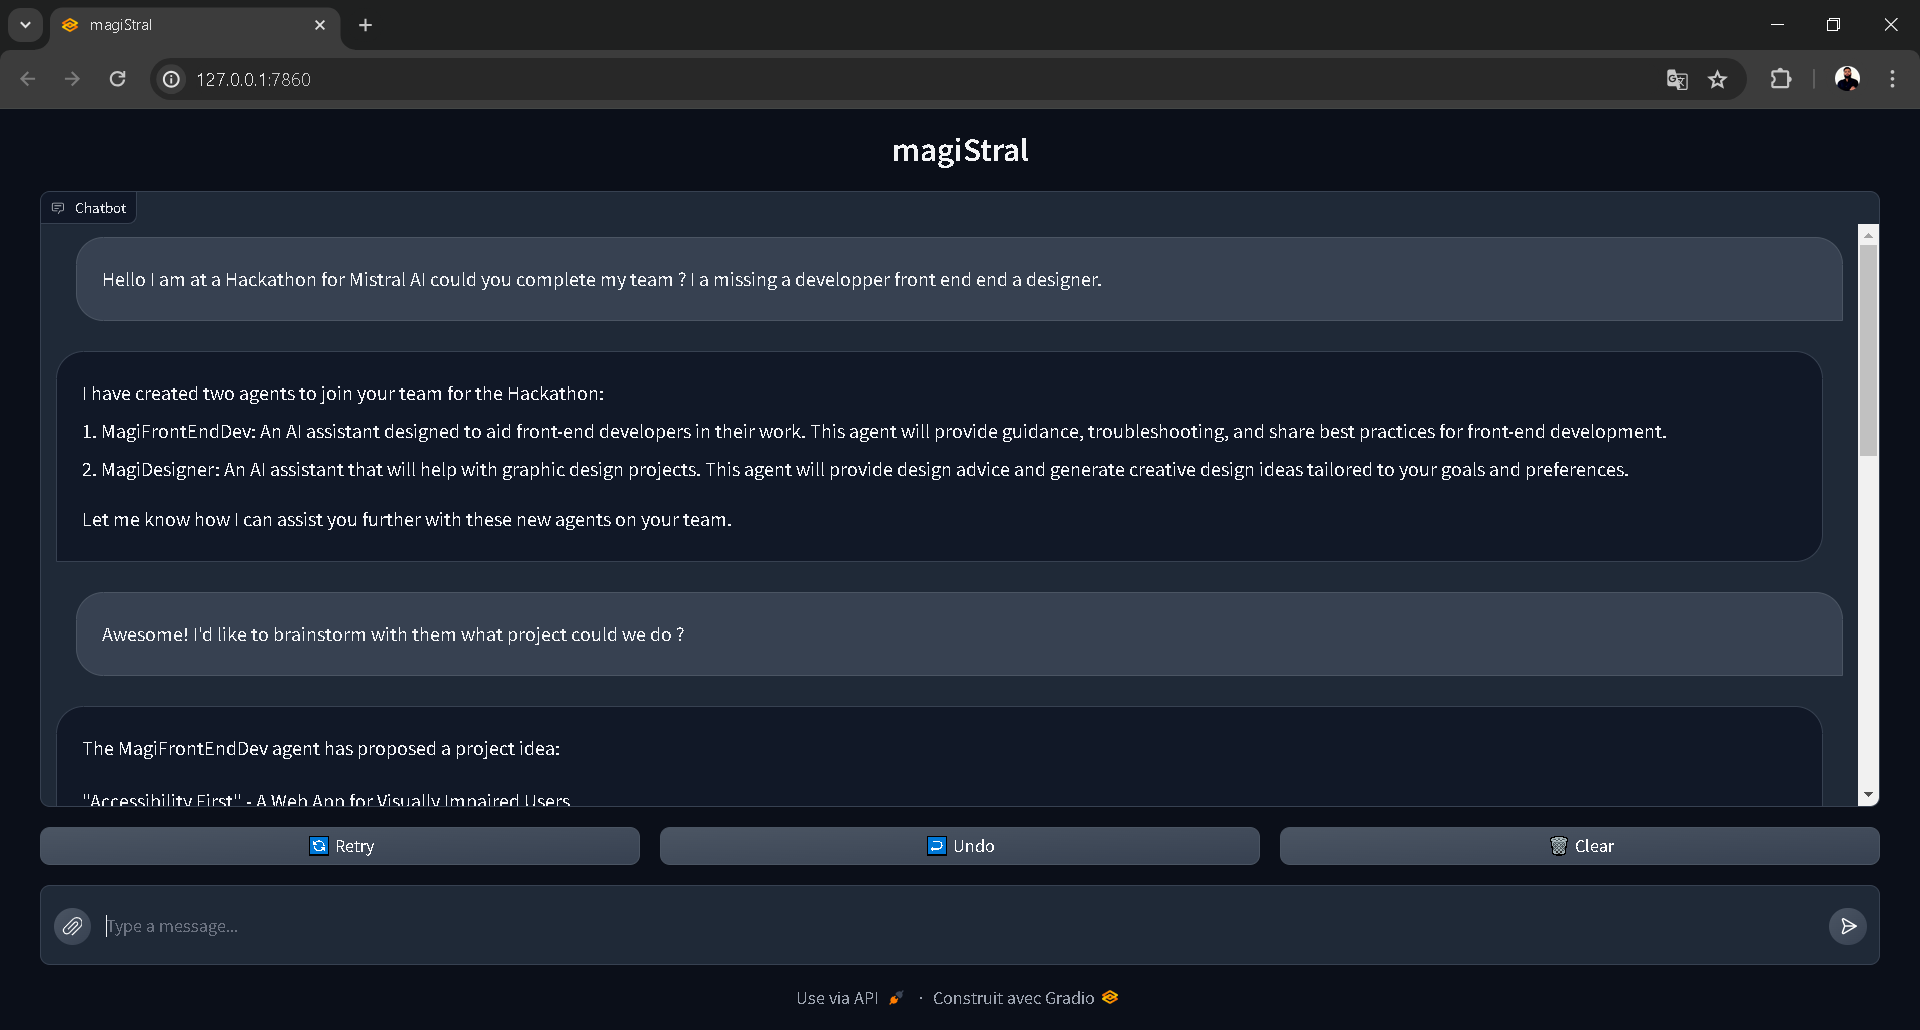 magiStral
127.0.0.1:7860
magiStral
Chatbot
Hello I am at a Hackathon for Mistral AI could you complete my team ? I a missing a developper front end end a designer.
I have created two agents to join your team for the Hackathon:
1. MagiFrontEndDev: An AI assistant designed to aid front-end developers in their work. This agent will provide guidance, troubleshooting, and share best practices for front-end development.
2. MagiDesigner: An AI assistant that will help with graphic design projects. This agent will provide design advice and generate creative design ideas tailored to your goals and preferences.
Let me know how I can assist you further with these new agents on your team.
Awesome! I'd like to brainstorm with them what project could we do ?
The MagiFrontEndDev agent has proposed a project idea:
"Accessibility First" - A Web App for Visually Impaired Users
Retry
Undo
Clear
Type a message...
Use via API · Construit avec Gradio